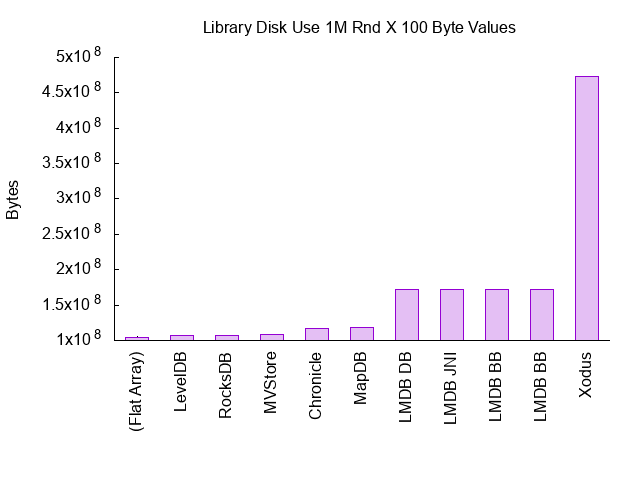 Library Disk Use 1M Rnd X 100 Byte Values
Bytes
5x10 8
4.5x10 8
4x10 8
3.5x10 8
3x10 8
2.5x10 8
2x10 8
1.5x10 8
1x10 8
(Flat Array)
LevelDB
RocksDB
MVStore
Chronicle
MapDB
LMDB DB
LMDB JNI
LMDB BB
LMDB BB
Xodus